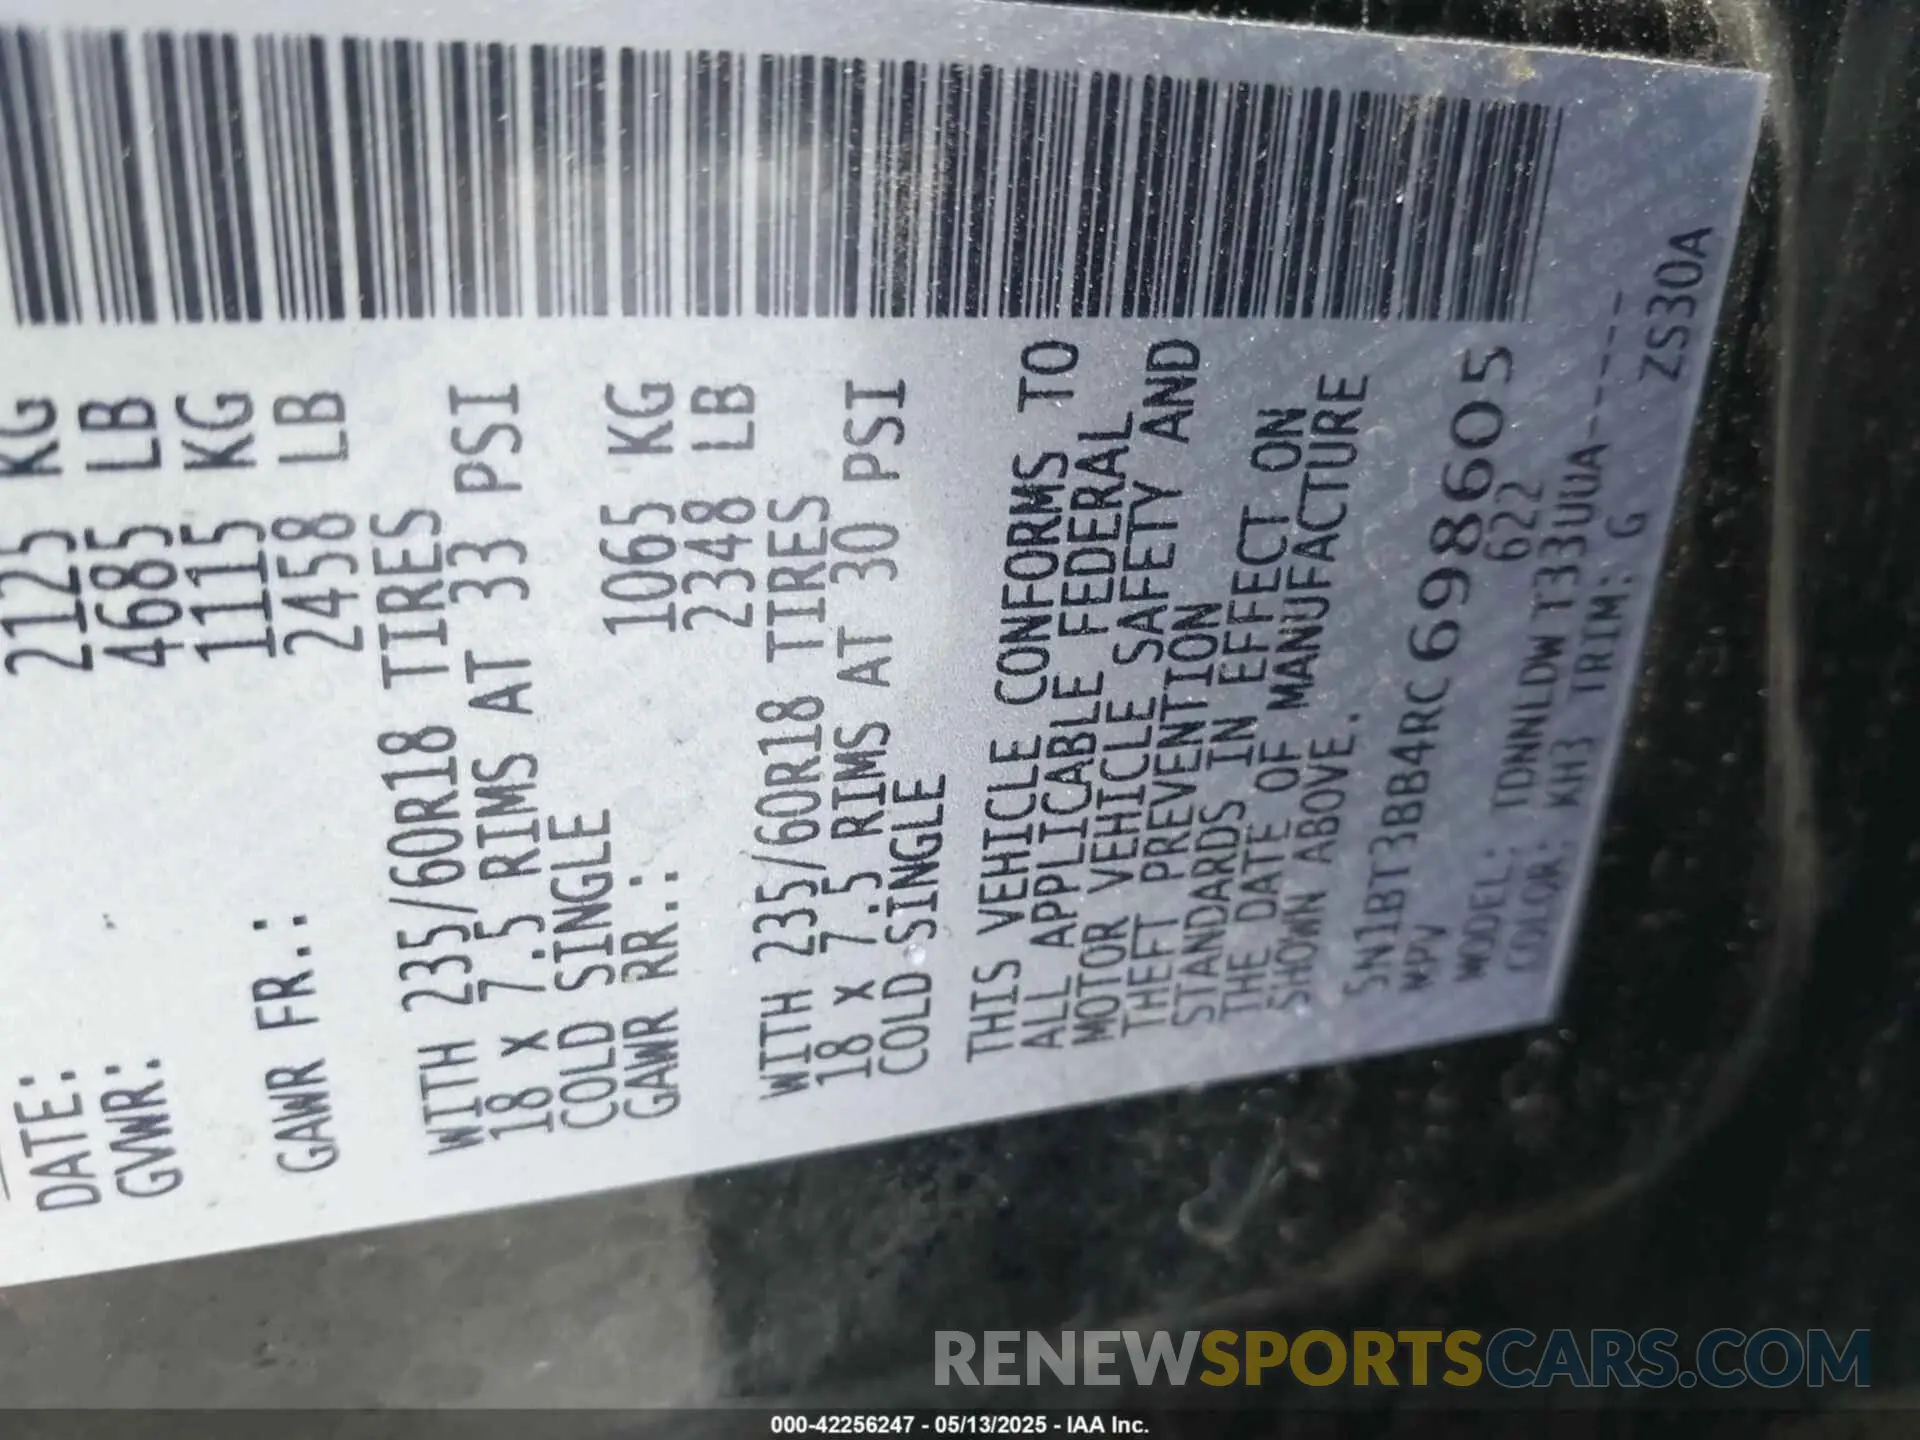 DATE:
GVWR: 2125 KG
4685 LB
GAWR FR.: 1115 KG
2458 LB
WITH 235/60R18 TIRES
18 x 7.5 RIMS AT 33 PSI
COLD SINGLE
GAWR RR.: 1065 KG
2348 LB
WITH 235/60R18 TIRES
18 x 7.5 RIMS AT 30 PSI
COLD SINGLE
THIS VEHICLE CONFORMS TO
ALL APPLICABLE FEDERAL
MOTOR VEHICLE SAFETY AND
THEFT PREVENTION
STANDARDS IN EFFECT ON
THE DATE OF MANUFACTURE
SHOWN ABOVE.
5N1BT3BB4RC698605
MPV 622
MODEL: TDNNLDWT33UUA-----
COLOR: KH3 TRIM: G
ZS30A
RENEWSPORTSCARS.COM
000-42256247 - 05/13/2025 - IAA Inc.